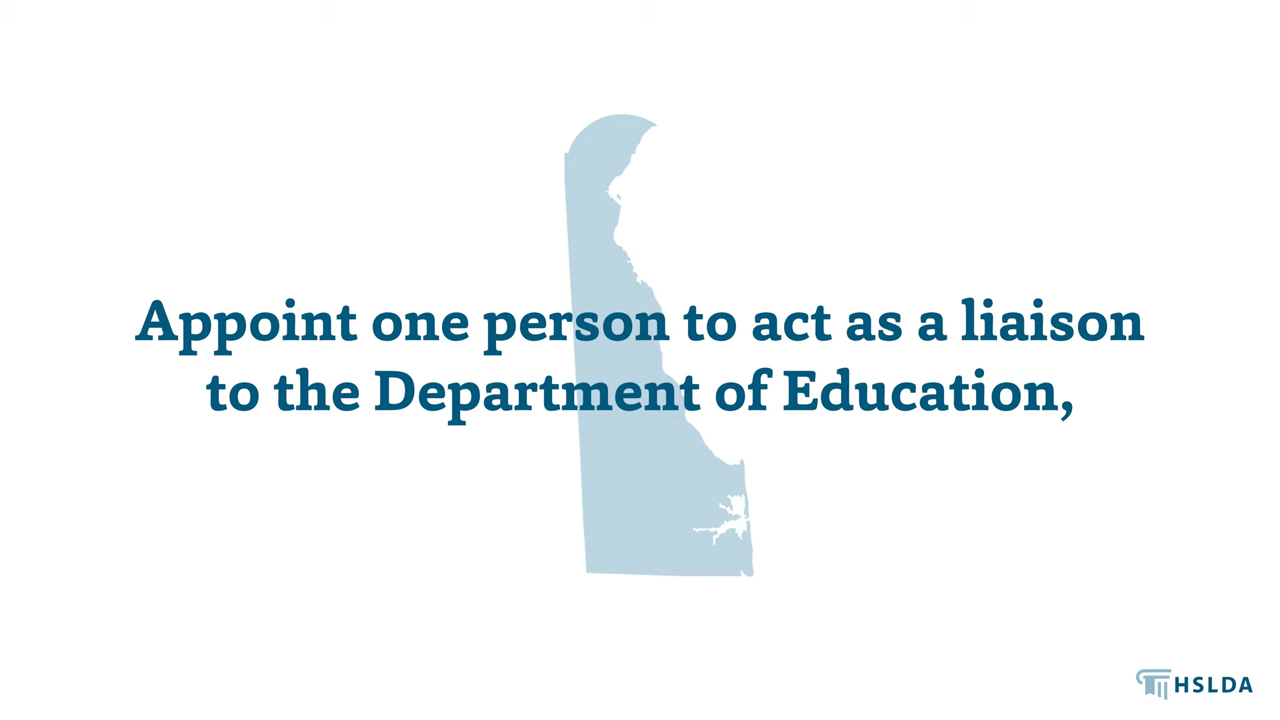 Appoint one person to act as a liaison
to the Department of Education,
HSLDA